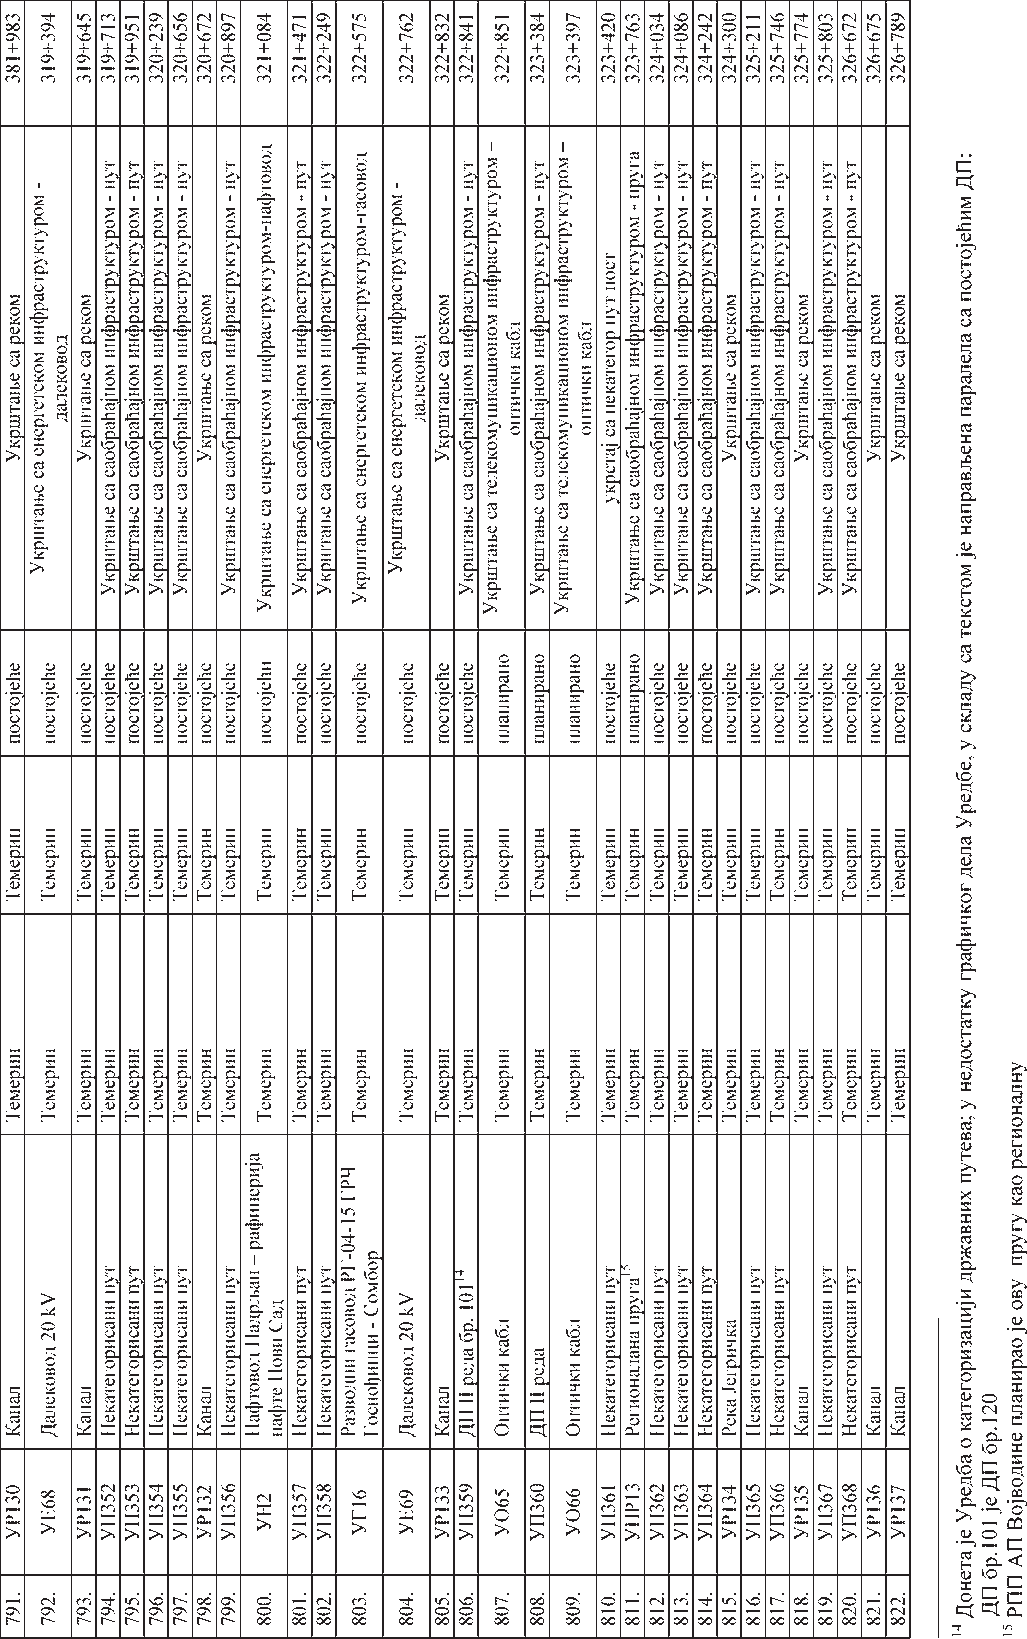 791. УР130 Канал Темерин Темерин постојеће Укрштање са реком 381+983
792. УЕ68 Далековод 20 kV Темерин Темерин постојеће Укрштање са енергетском инфраструктуром - 319+394
далековод
793. УР131 Канал Темерин Темерин постојеће Укрштање са реком 319+645
794. УП352 Некатегорисани пут Темерин Темерин постојеће Укрштање са саобраћајном инфраструктуром - пут 319+713
795. УП353 Некатегорисани пут Темерин Темерин постојеће Укрштање са саобраћајном инфраструктуром - пут 319+951
796. УП354 Некатегорисани пут Темерин Темерин постојеће Укрштање са саобраћајном инфраструктуром - пут 320+239
797. УП355 Некатегорисани пут Темерин Темерин постојеће Укрштање са саобраћајном инфраструктуром - пут 320+656
798. УР132 Канал Темерин Темерин постојеће Укрштање са реком 320+672
799. УП356 Некатегорисани пут Темерин Темерин постојеће Укрштање са саобраћајном инфраструктуром - пут 320+897
800. УН2 Нафтовод Надрљан – рафинерија Темерин Темерин постојећи Укрштање са енергетском инфраструктуром-нафтовод 321+084
нафте Нови Сад
801. УП357 Некатегорисани пут Темерин Темерин постојеће Укрштање са саобраћајном инфраструктуром - пут 321+471
802. УП358 Некатегорисани пут Темерин Темерин постојеће Укрштање са саобраћајном инфраструктуром - пут 322+249
803. УГ16 Разводни гасовод РГ-04-15 ГРЧ Темерин Темерин постојеће Укрштање са енергетском инфраструктуром-гасовод 322+575
Госпођинци - Сомбор
804. УЕ69 Далековод 20 kV Темерин Темерин постојеће Укрштање са енергетском инфраструктуром - 322+762
далековод
805. УР133 Канал Темерин Темерин постојеће Укрштање са реком 322+832
806. УП359 ДП II реда бр. 101¹⁴ Темерин Темерин постојеће Укрштање са саобраћајном инфраструктуром - пут 322+841
807. УО65 Оптички кабл Темерин Темерин планирано Укрштање са телекомуникационом инфраструктуром – 322+851
оптички кабл
808. УП360 ДП II реда Темерин Темерин планирано Укрштање са саобраћајном инфраструктуром - пут 323+384
809. УО66 Оптички кабл Темерин Темерин планирано Укрштање са телекомуникационом инфраструктуром – 323+397
оптички кабл
810. УП361 Некатегорисани пут Темерин Темерин постојеће укрстај са некатегор пут пост 323+420
811. УПР13 Регионална пруга¹⁵ Темерин Темерин планирано Укрштање са саобраћајном инфраструктуром - пруга 323+763
812. УП362 Некатегорисани пут Темерин Темерин постојеће Укрштање са саобраћајном инфраструктуром - пут 324+034
813. УП363 Некатегорисани пут Темерин Темерин постојеће Укрштање са саобраћајном инфраструктуром - пут 324+086
814. УП364 Некатегорисани пут Темерин Темерин постојеће Укрштање са саобраћајном инфраструктуром - пут 324+242
815. УР134 Река Јегричка Темерин Темерин постојеће Укрштање са реком 324+300
816. УП365 Некатегорисани пут Темерин Темерин постојеће Укрштање са саобраћајном инфраструктуром - пут 325+211
817. УП366 Некатегорисани пут Темерин Темерин постојеће Укрштање са саобраћајном инфраструктуром - пут 325+746
818. УР135 Канал Темерин Темерин постојеће Укрштање са реком 325+774
819. УП367 Некатегорисани пут Темерин Темерин постојеће Укрштање са саобраћајном инфраструктуром - пут 325+803
820. УП368 Некатегорисани пут Темерин Темерин постојеће Укрштање са саобраћајном инфраструктуром - пут 326+672
821. УР136 Канал Темерин Темерин постојеће Укрштање са реком 326+675
822. УР137 Канал Темерин Темерин постојеће Укрштање са реком 326+789
¹⁴ Донета је Уредба о категоризацији државних путева; у недостатку графичког дела Уредбе, у складу са текстом је направљена паралела са постојећим ДП:
ДП бр.101 је ДП бр.120
¹⁵ РПП АП Војводине планирао је ову пругу као регионалну